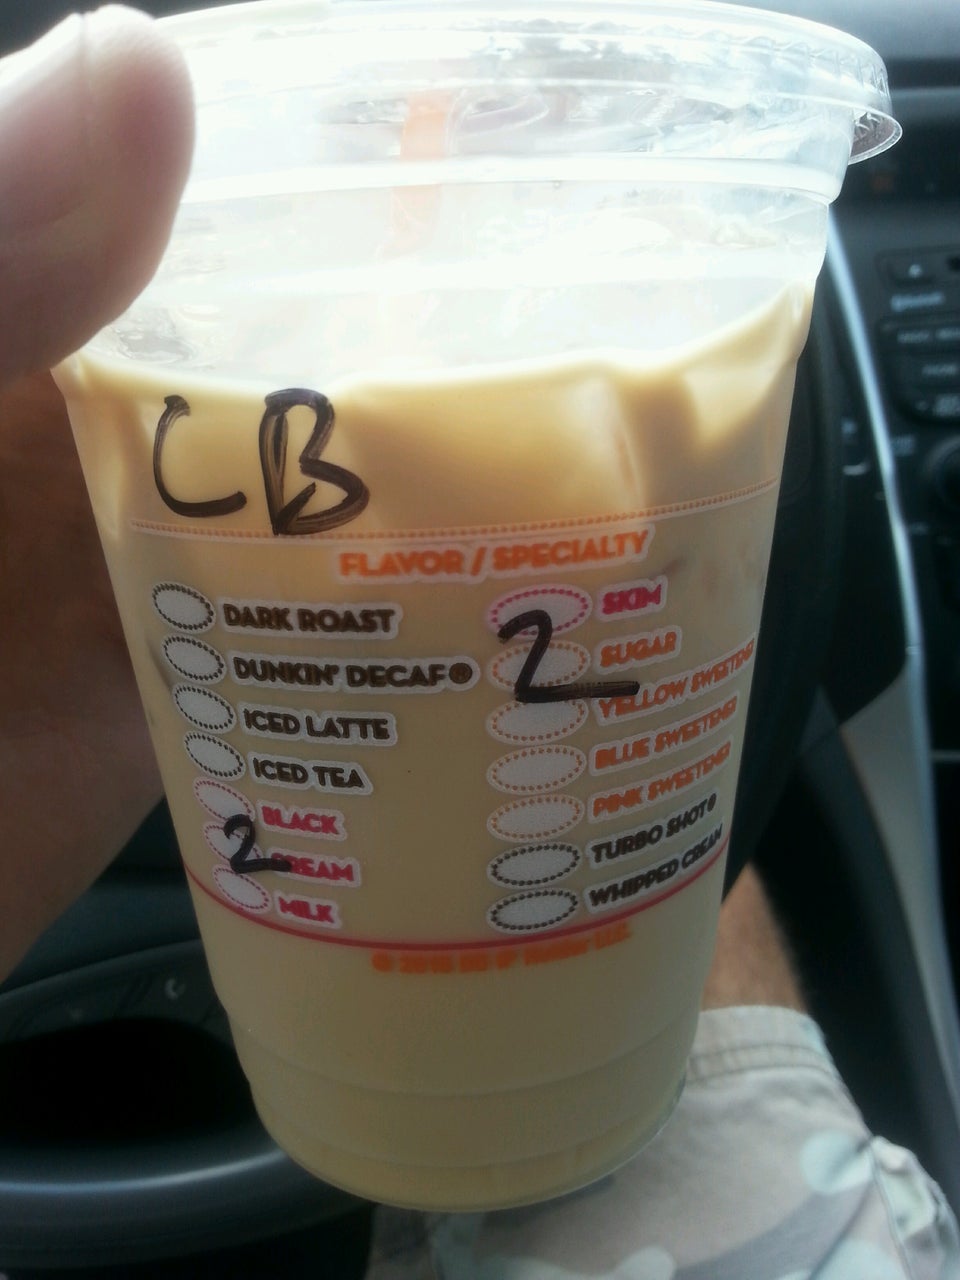 CB
FLAVOR / SPECIALTY
DARK ROAST
DUNKIN' DECAF®
ICED LATTE
ICED TEA
BLACK
2 CREAM
MILK
SKIM
2 SUGAR
YELLOW SWEETENER
BLUE SWEETENER
PINK SWEETENER
TURBO SHOT®
WHIPPED CREAM